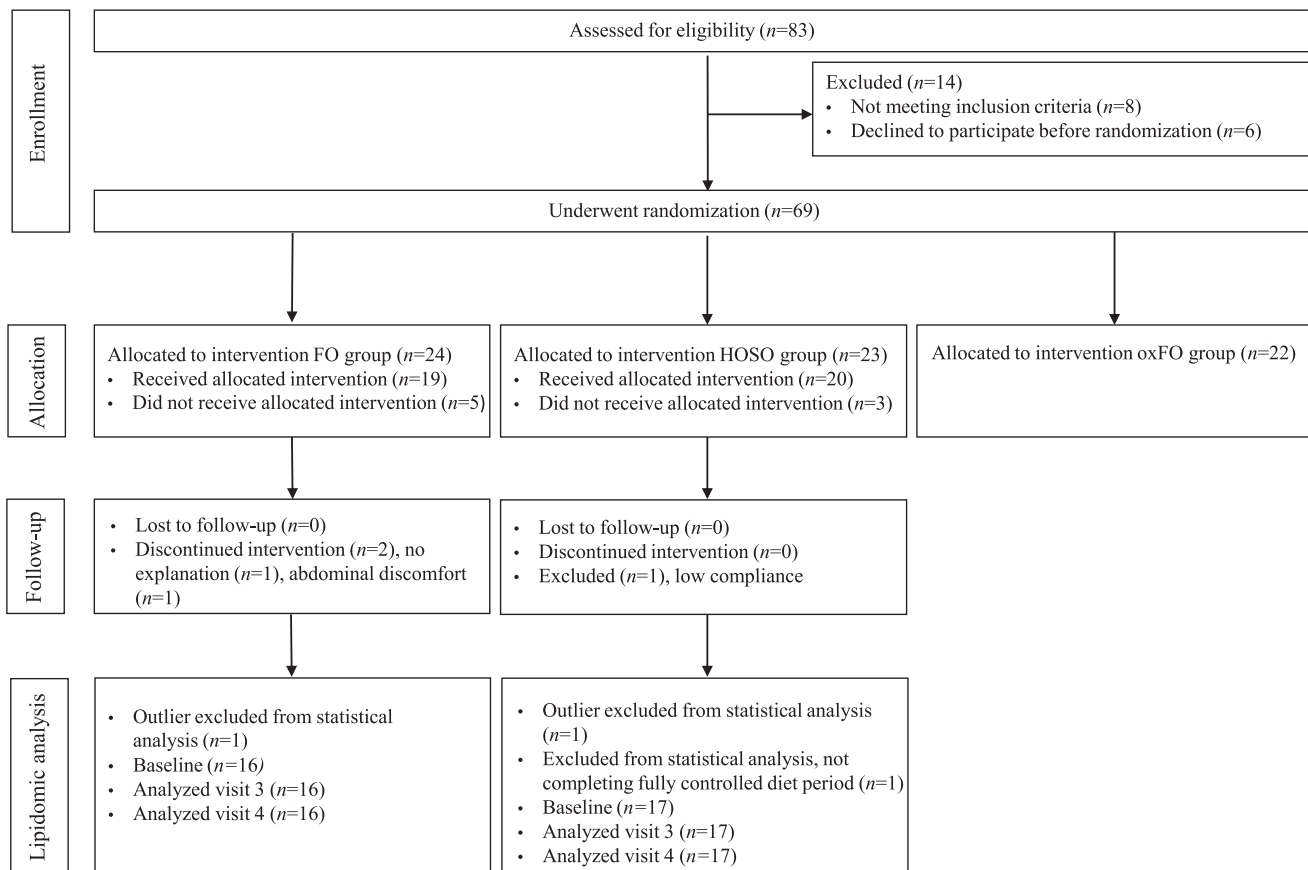 Enrollment
Assessed for eligibility (n=83)
Excluded (n=14)
• Not meeting inclusion criteria (n=8)
• Declined to participate before randomization (n=6)
Underwent randomization (n=69)
Allocation
Allocated to intervention FO group (n=24)
• Received allocated intervention (n=19)
• Did not receive allocated intervention (n=5)
Allocated to intervention HOSO group (n=23)
• Received allocated intervention (n=20)
• Did not receive allocated intervention (n=3)
Allocated to intervention oxFO group (n=22)
Follow-up
• Lost to follow-up (n=0)
• Discontinued intervention (n=2), no
explanation (n=1), abdominal discomfort
(n=1)
• Lost to follow-up (n=0)
• Discontinued intervention (n=0)
• Excluded (n=1), low compliance
Lipidomic analysis
• Outlier excluded from statistical
analysis (n=1)
• Baseline (n=16)
• Analyzed visit 3 (n=16)
• Analyzed visit 4 (n=16)
• Outlier excluded from statistical analysis
(n=1)
• Excluded from statistical analysis, not
completing fully controlled diet period (n=1)
• Baseline (n=17)
• Analyzed visit 3 (n=17)
• Analyzed visit 4 (n=17)